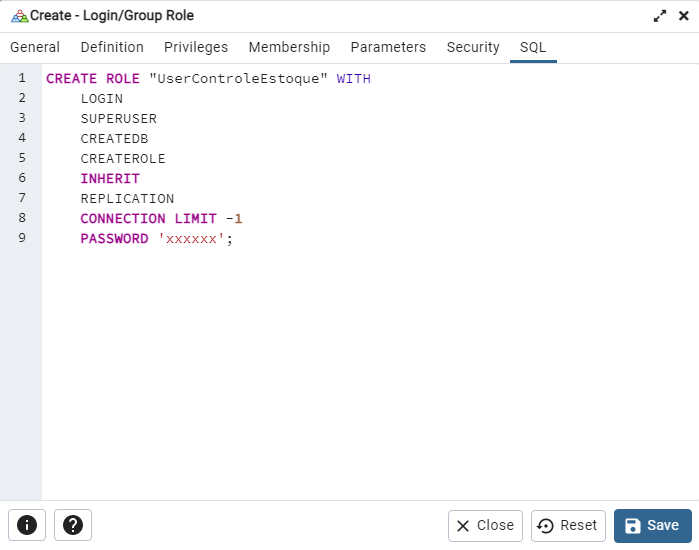 Create - Login/Group Role
General Definition Privileges Membership Parameters Security SQL
1 CREATE ROLE "UserControleEstoque" WITH
2 LOGIN
3 SUPERUSER
4 CREATEDB
5 CREATEROLE
6 INHERIT
7 REPLICATION
8 CONNECTION LIMIT -1
9 PASSWORD 'xxxxxx';
Close Reset Save